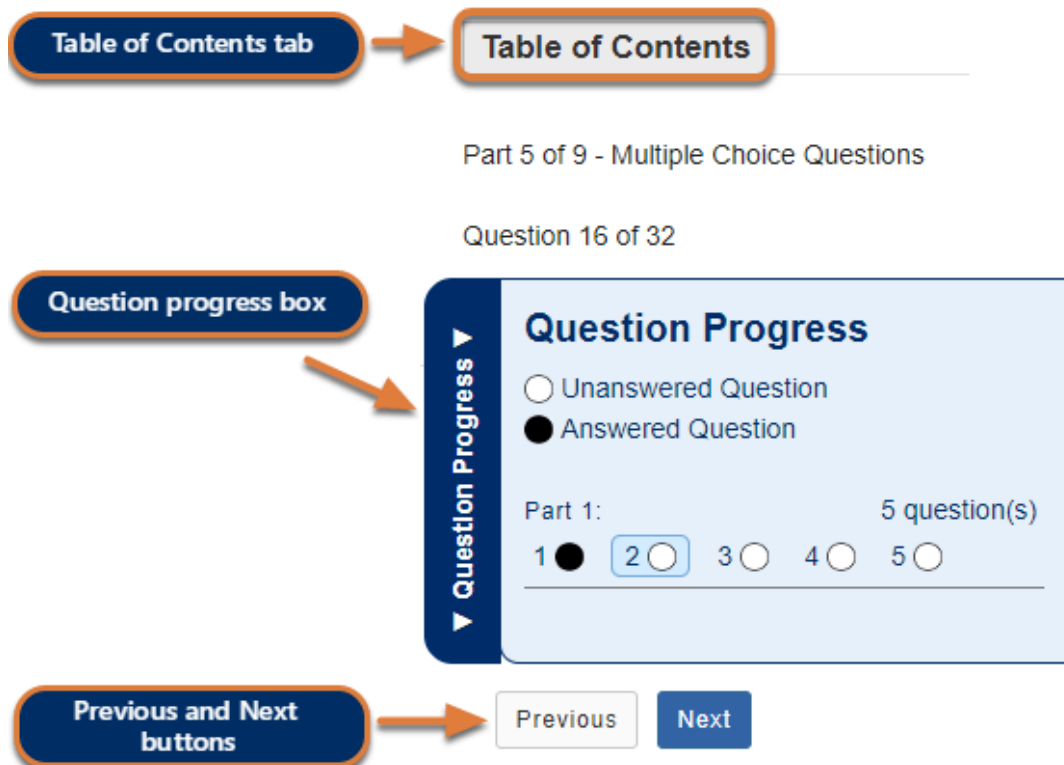 Table of Contents tab
Table of Contents
Part 5 of 9 - Multiple Choice Questions
Question 16 of 32
Question progress box
Question Progress
Question Progress
Unanswered Question
Answered Question
Part 1:
5 question(s)
1 2 3 4 5
Previous and Next
buttons
Previous
Next